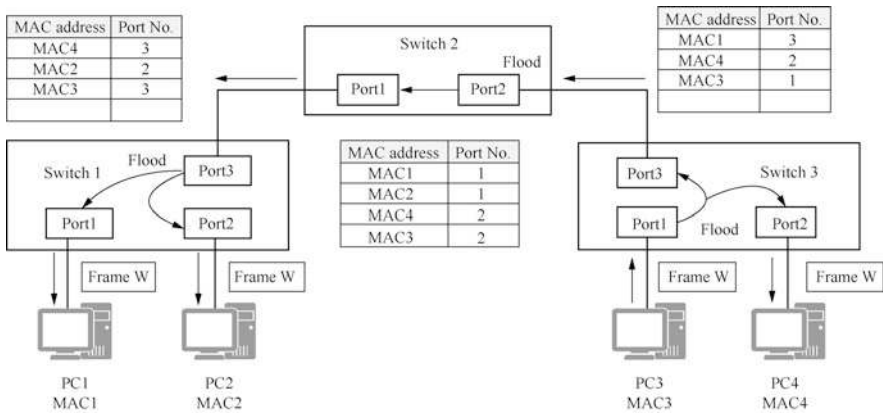 MAC address Port No.
MAC4 3
MAC2 2
MAC3 3
Switch 2
Flood
Port1
Port2
MAC address Port No.
MAC1 3
MAC4 2
MAC3 1
Switch 1
Flood
Port3
Port1
Port2
MAC address Port No.
MAC1 1
MAC2 1
MAC4 2
MAC3 2
Port3
Switch 3
Port1
Flood
Port2
Frame W
Frame W
Frame W
Frame W
PC1
MAC1
PC2
MAC2
PC3
MAC3
PC4
MAC4